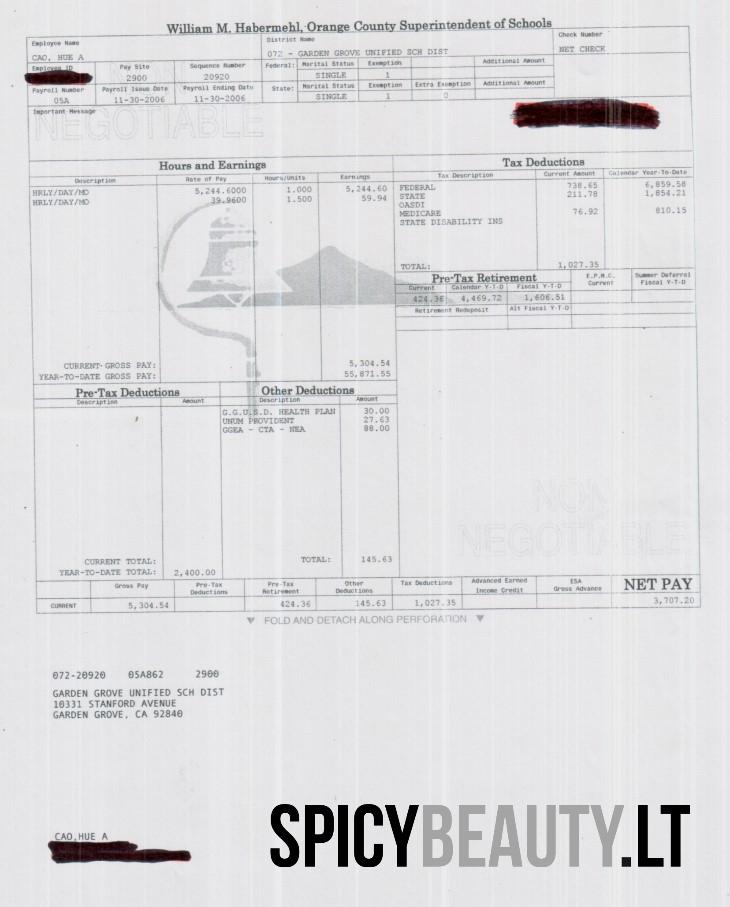 William M. Habermehl, Orange County Superintendent of Schools
Employee Name
CAO, HUE A
District Name
072 - GARDEN GROVE UNIFIED SCH DIST
Check Number
NET CHECK
Employee ID
Pay Site
2900
Sequence Number
20920
Federal: Marital Status Exemption Additional Amount
SINGLE 1
Payroll Number
05A
Payroll Issue Date
11-30-2006
Payroll Ending Date
11-30-2006
State: Marital Status Exemption Extra Exemption Additional Amount
SINGLE 1 0
Important Message
NEGOTIABLE
Hours and Earnings
Description Rate of Pay Hours/Units Earnings
HRLY/DAY/MO 5,244.6000 1.000 5,244.60
HRLY/DAY/MO 39.9600 1.500 59.94
CURRENT GROSS PAY: 5,304.54
YEAR-TO-DATE GROSS PAY: 55,871.55
Tax Deductions
Tax Description Current Amount Calendar Year-To-Date
FEDERAL 738.65 6,859.58
STATE 211.78 1,854.21
OASDI
MEDICARE 76.92 810.15
STATE DISABILITY INS
TOTAL: 1,027.35
Pre-Tax Retirement
Current Calendar Y-T-D Fiscal Y-T-D
424.36 4,469.72 1,606.51
E.P.M.C. Current
Summer Deferral Fiscal Y-T-D
Retirement Redeposit Alt Fiscal Y-T-D
Pre-Tax Deductions
Description Amount
CURRENT TOTAL:
YEAR-TO-DATE TOTAL: 2,400.00
Other Deductions
Description Amount
G.G.U.S.D. HEALTH PLAN 30.00
UNUM PROVIDENT 27.63
GGEA - CTA - NEA 88.00
TOTAL: 145.63
NON
NEGOTIABLE
Gross Pay Pre-Tax Deductions Pre-Tax Retirement Other Deductions Tax Deductions Advanced Earned Income Credit ESA Gross Advance NET PAY
CURRENT 5,304.54 424.36 145.63 1,027.35 3,707.20
▼ FOLD AND DETACH ALONG PERFORATION ▼
072-20920 05A862 2900
GARDEN GROVE UNIFIED SCH DIST
10331 STANFORD AVENUE
GARDEN GROVE, CA 92840
CAO,HUE A
SPICYBEAUTY.LT